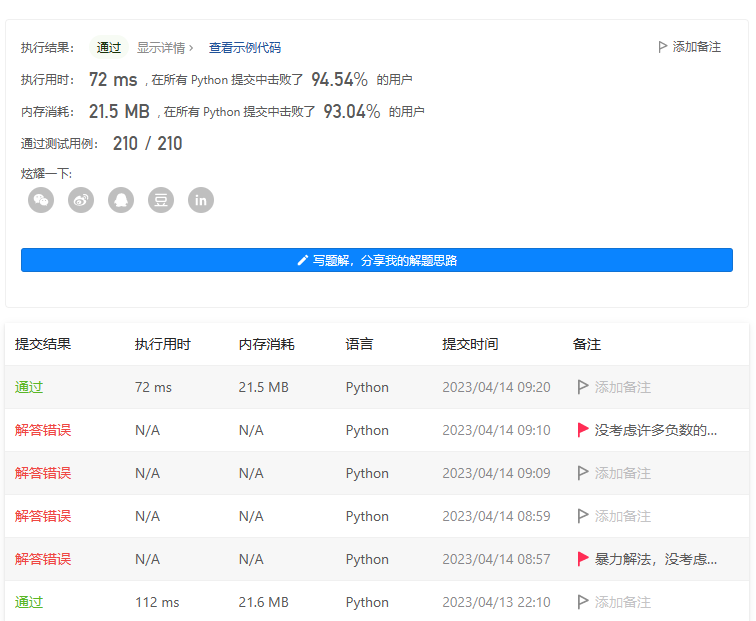 执行结果： 通过 显示详情 › 查看示例代码 添加备注
执行用时： 72 ms , 在所有 Python 提交中击败了 94.54% 的用户
内存消耗： 21.5 MB , 在所有 Python 提交中击败了 93.04% 的用户
通过测试用例： 210 / 210
炫耀一下:
豆 in
写题解，分享我的解题思路
提交结果 执行用时 内存消耗 语言 提交时间 备注
通过 72 ms 21.5 MB Python 2023/04/14 09:20 添加备注
解答错误 N/A N/A Python 2023/04/14 09:10 没考虑许多负数的...
解答错误 N/A N/A Python 2023/04/14 09:09 添加备注
解答错误 N/A N/A Python 2023/04/14 08:59 添加备注
解答错误 N/A N/A Python 2023/04/14 08:57 暴力解法，没考虑...
通过 112 ms 21.6 MB Python 2023/04/13 22:10 添加备注